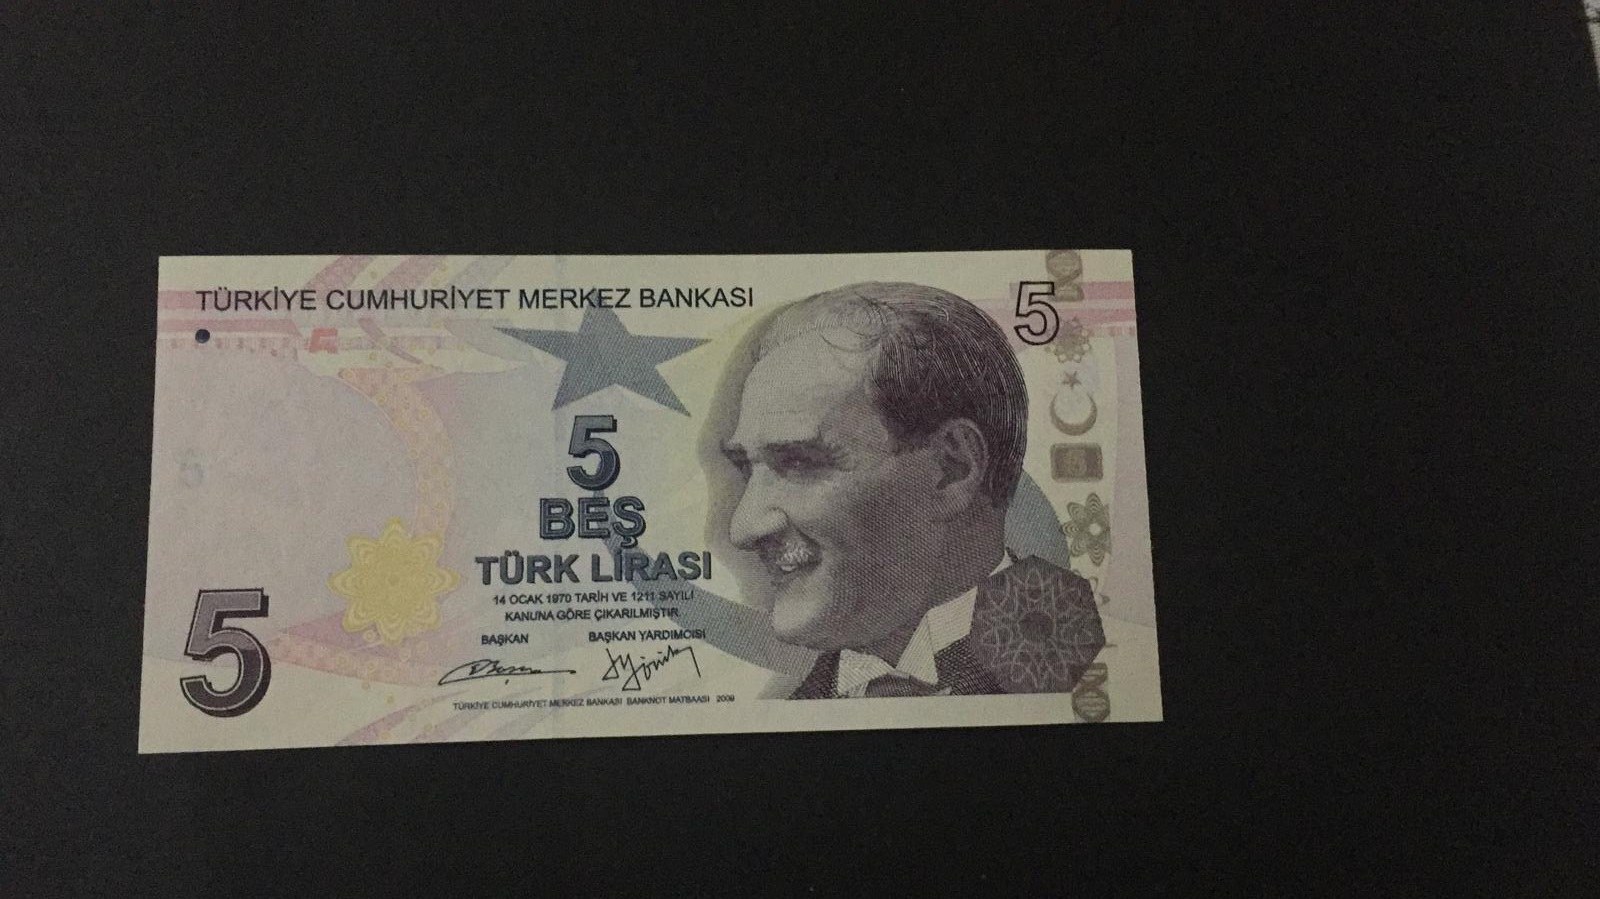 TÜRKİYE CUMHURİYET MERKEZ BANKASI
5
5
BEŞ
TÜRK LİRASI
14 OCAK 1970 TARİH VE 1211 SAYILI
KANUNA GÖRE ÇIKARILMIŞTIR.
BAŞKAN BAŞKAN YARDIMCISI
5
TÜRKİYE CUMHURİYET MERKEZ BANKASI BANKNOT MATBAASI 2009